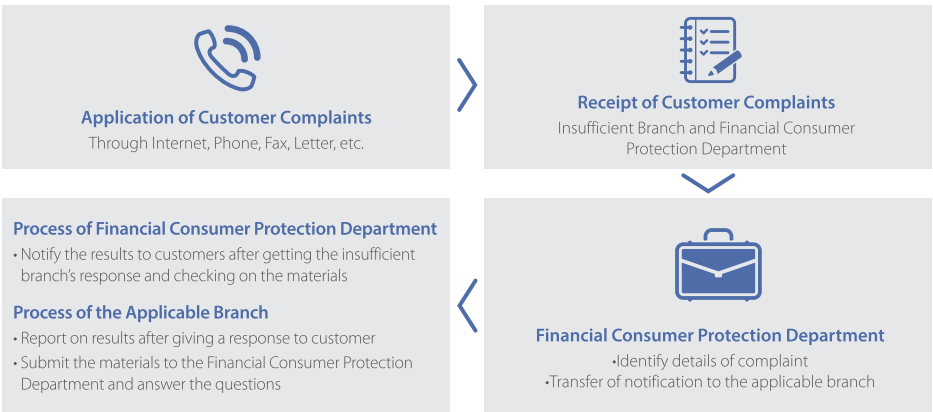 Application of Customer Complaints
Through Internet, Phone, Fax, Letter, etc.
Receipt of Customer Complaints
Insufficient Branch and Financial Consumer
Protection Department
Financial Consumer Protection Department
•Identify details of complaint
•Transfer of notification to the applicable branch
Process of Financial Consumer Protection Department
• Notify the results to customers after getting the insufficient
branch's response and checking on the materials
Process of the Applicable Branch
• Report on results after giving a response to customer
• Submit the materials to the Financial Consumer Protection
Department and answer the questions